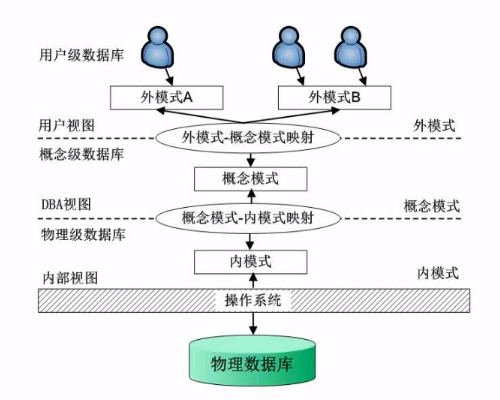 用户级数据库
外模式A
外模式B
用户视图
外模式-概念模式映射
外模式
概念级数据库
概念模式
DBA视图
概念模式-内模式映射
概念模式
物理级数据库
内模式
内部视图
内模式
操作系统
物理数据库